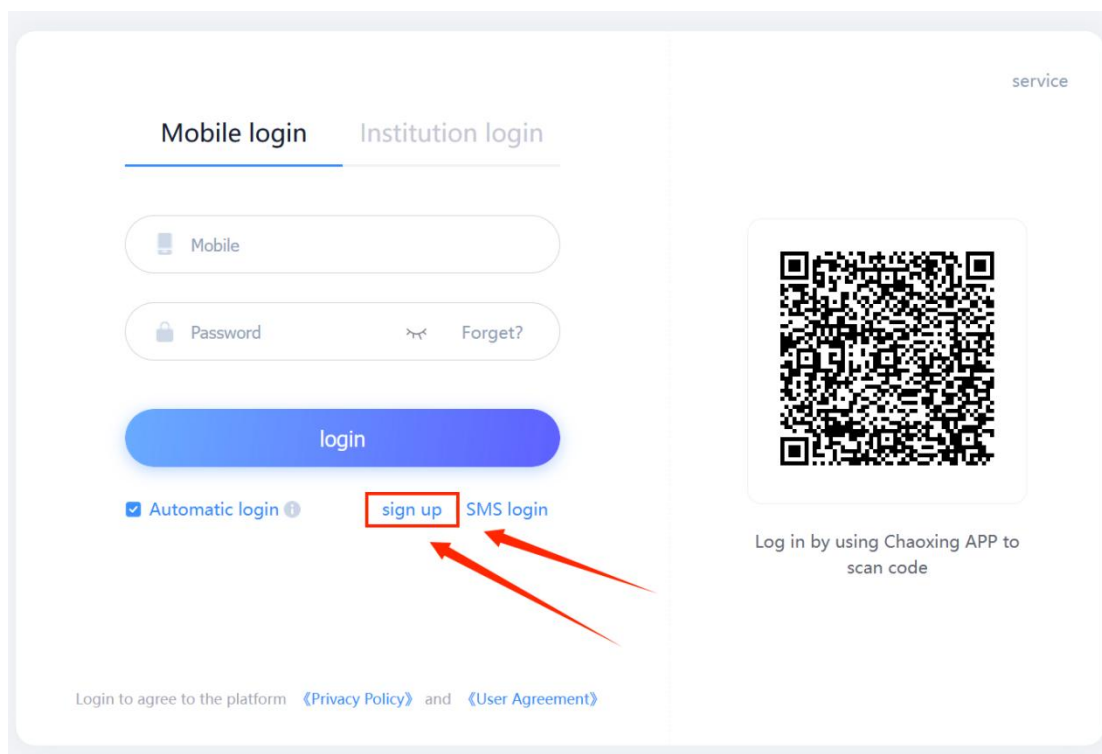 service
Mobile login Institution login
Mobile
Password Forget?
login
Automatic login sign up SMS login
Log in by using Chaoxing APP to
scan code
Login to agree to the platform 《Privacy Policy》 and 《User Agreement》